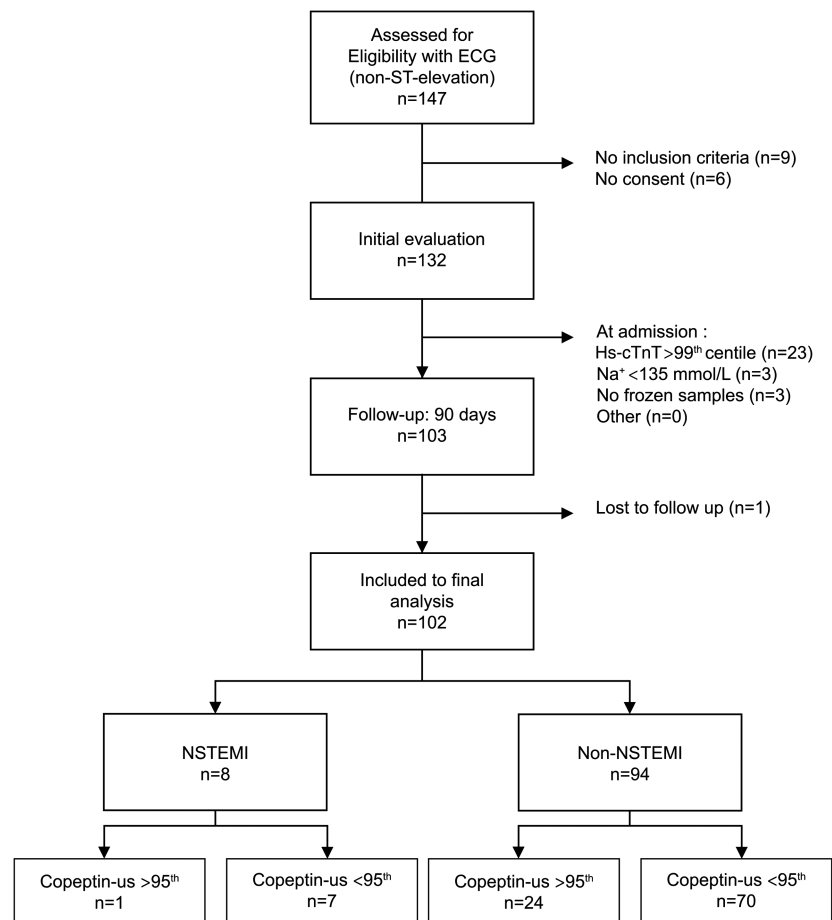 Assessed for
Eligibility with ECG
(non-ST-elevation)
n=147
No inclusion criteria (n=9)
No consent (n=6)
Initial evaluation
n=132
At admission :
Hs-cTnT >99th centile (n=23)
Na+ <135 mmol/L (n=3)
No frozen samples (n=3)
Other (n=0)
Follow-up: 90 days
n=103
Lost to follow up (n=1)
Included to final
analysis
n=102
NSTEMI
n=8
Non-NSTEMI
n=94
Copeptin-us >95th
n=1
Copeptin-us <95th
n=7
Copeptin-us >95th
n=24
Copeptin-us <95th
n=70